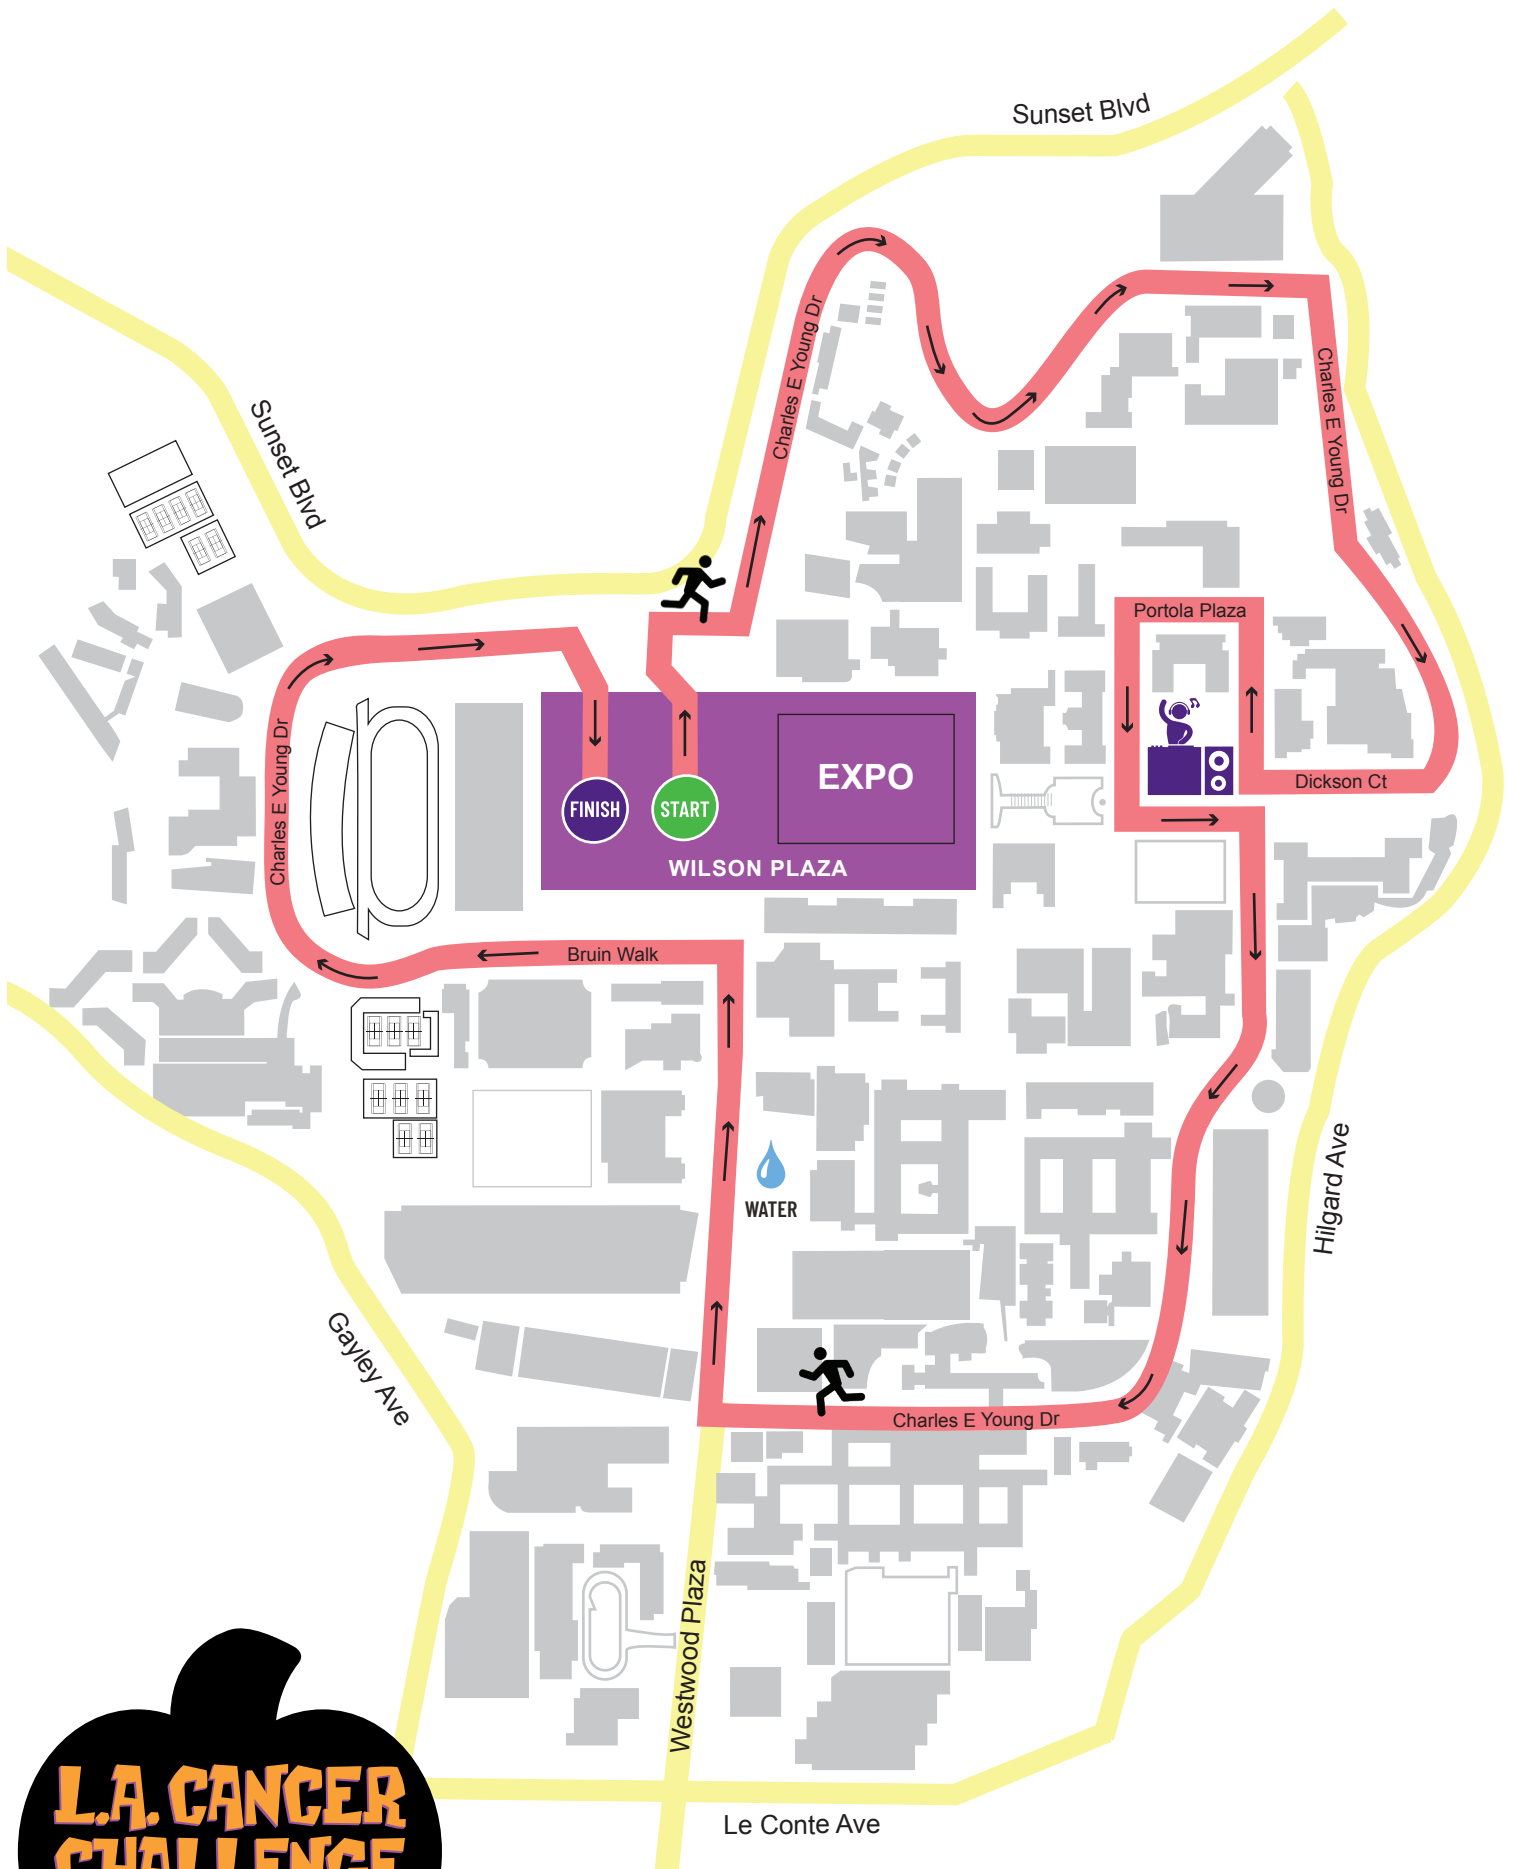 Sunset Blvd
Sunset Blvd
Charles E Young Dr
Charles E Young Dr
Portola Plaza
Charles E Young Dr
Dickson Ct
EXPO
FINISH
START
WILSON PLAZA
Bruin Walk
WATER
Hilgard Ave
Gayley Ave
Charles E Young Dr
Westwood Plaza
Le Conte Ave
L.A. CANCER
CHALLENGE